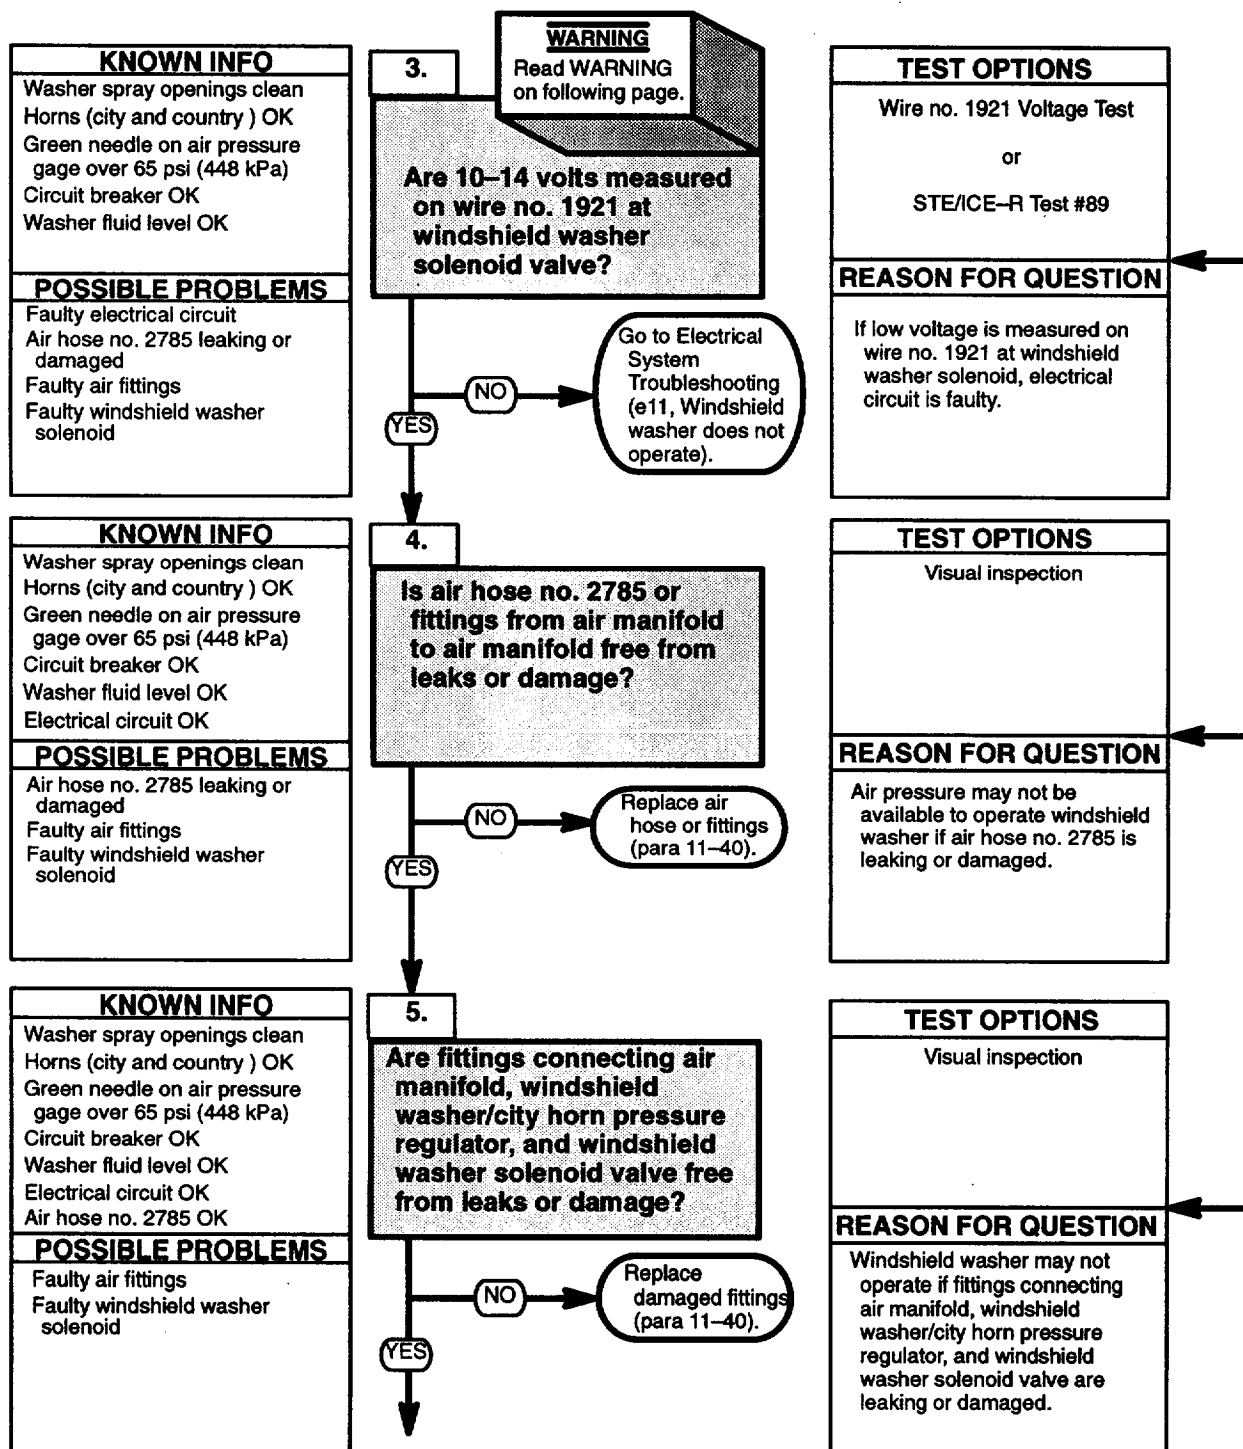 KNOWN INFO
Washer spray openings clean
Horns (city and country ) OK
Green needle on air pressure
gage over 65 psi (448 kPa)
Circuit breaker OK
Washer fluid level OK
POSSIBLE PROBLEMS
Faulty electrical circuit
Air hose no. 2785 leaking or
damaged
Faulty air fittings
Faulty windshield washer
solenoid
3.
WARNING
Read WARNING
on following page.
Are 10–14 volts measured
on wire no. 1921 at
windshield washer
solenoid valve?
NO
Go to Electrical
System
Troubleshooting
(e11, Windshield
washer does not
operate).
YES
TEST OPTIONS
Wire no. 1921 Voltage Test
or
STE/ICE–R Test #89
REASON FOR QUESTION
If low voltage is measured on
wire no. 1921 at windshield
washer solenoid, electrical
circuit is faulty.
KNOWN INFO
Washer spray openings clean
Horns (city and country ) OK
Green needle on air pressure
gage over 65 psi (448 kPa)
Circuit breaker OK
Washer fluid level OK
Electrical circuit OK
POSSIBLE PROBLEMS
Air hose no. 2785 leaking or
damaged
Faulty air fittings
Faulty windshield washer
solenoid
4.
Is air hose no. 2785 or
fittings from air manifold
to air manifold free from
leaks or damage?
NO
Replace air
hose or fittings
(para 11–40).
YES
TEST OPTIONS
Visual inspection
REASON FOR QUESTION
Air pressure may not be
available to operate windshield
washer if air hose no. 2785 is
leaking or damaged.
KNOWN INFO
Washer spray openings clean
Horns (city and country ) OK
Green needle on air pressure
gage over 65 psi (448 kPa)
Circuit breaker OK
Washer fluid level OK
Electrical circuit OK
Air hose no. 2785 OK
POSSIBLE PROBLEMS
Faulty air fittings
Faulty windshield washer
solenoid
5.
Are fittings connecting air
manifold, windshield
washer/city horn pressure
regulator, and windshield
washer solenoid valve free
from leaks or damage?
NO
Replace
damaged fittings
(para 11–40).
YES
TEST OPTIONS
Visual inspection
REASON FOR QUESTION
Windshield washer may not
operate if fittings connecting
air manifold, windshield
washer/city horn pressure
regulator, and windshield
washer solenoid valve are
leaking or damaged.